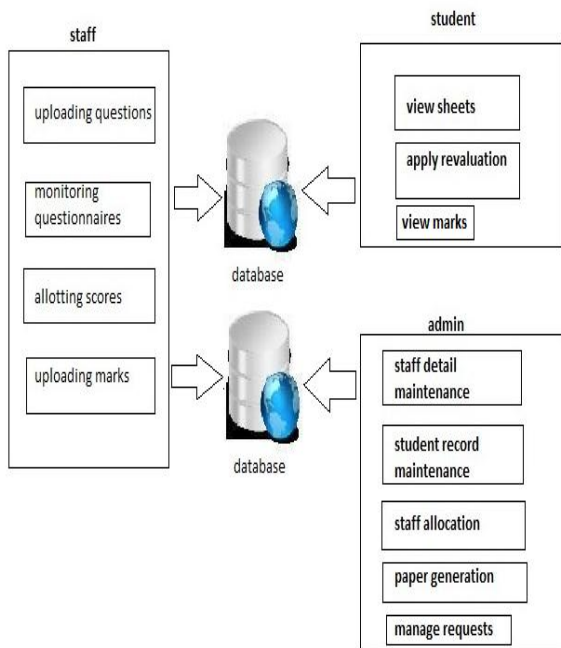 staff
uploading questions
monitoring
questionnaires
allotting scores
uploading marks
database
database
student
view sheets
apply revaluation
view marks
admin
staff detail
maintenance
student record
maintenance
staff allocation
paper generation
manage requests